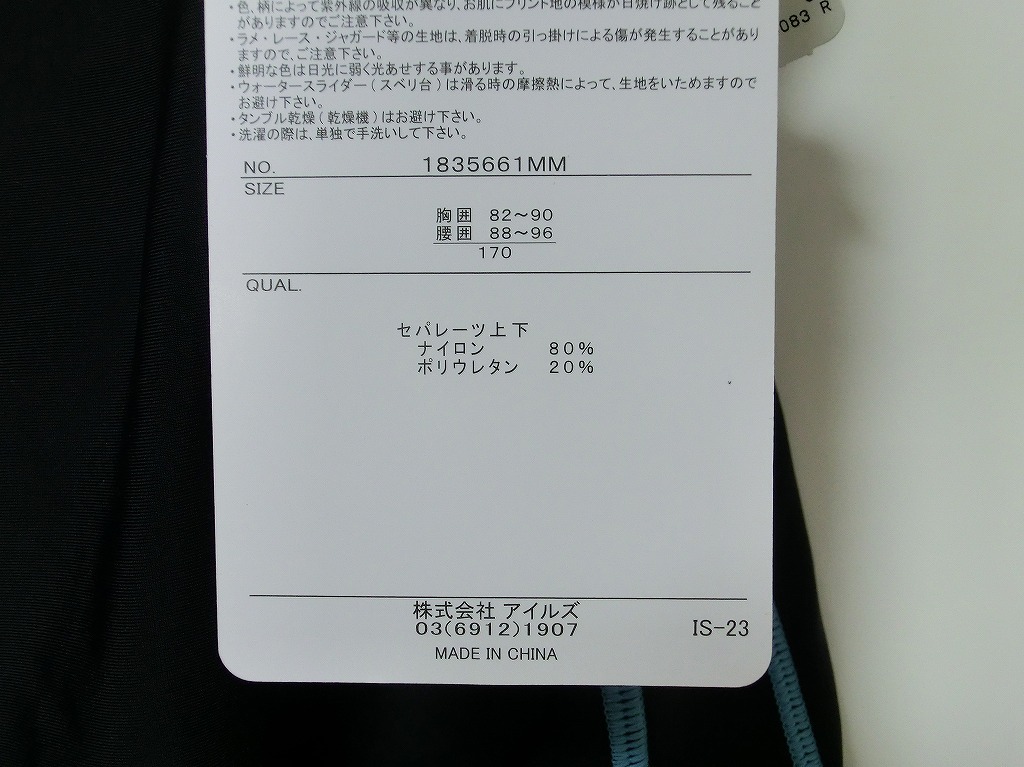 ・色、柄によって紫外線の吸収が異なり、お肌にプリント地の模様が日焼け跡として残ること
がありますのでご注意下さい。
・ラメ・レース・ジャガード等の生地は、着脱時の引っ掛けによる傷が発生することがあり
ますので、ご注意下さい。
・鮮明な色は日光に弱く光あせする事があります。
・ウォータースライダー(スベリ台)は滑る時の摩擦熱によって、生地をいためますので
お避け下さい。
・タンブル乾燥(乾燥機)はお避け下さい。
・洗濯の際は、単独で手洗いして下さい。
083 R
NO. 1835661MM
SIZE
胸囲 82～90
腰囲 88～96
170
QUAL.
セパレーツ上下
ナイロン 80%
ポリウレタン 20%
株式会社 アイルズ
03(6912)1907
IS-23
MADE IN CHINA